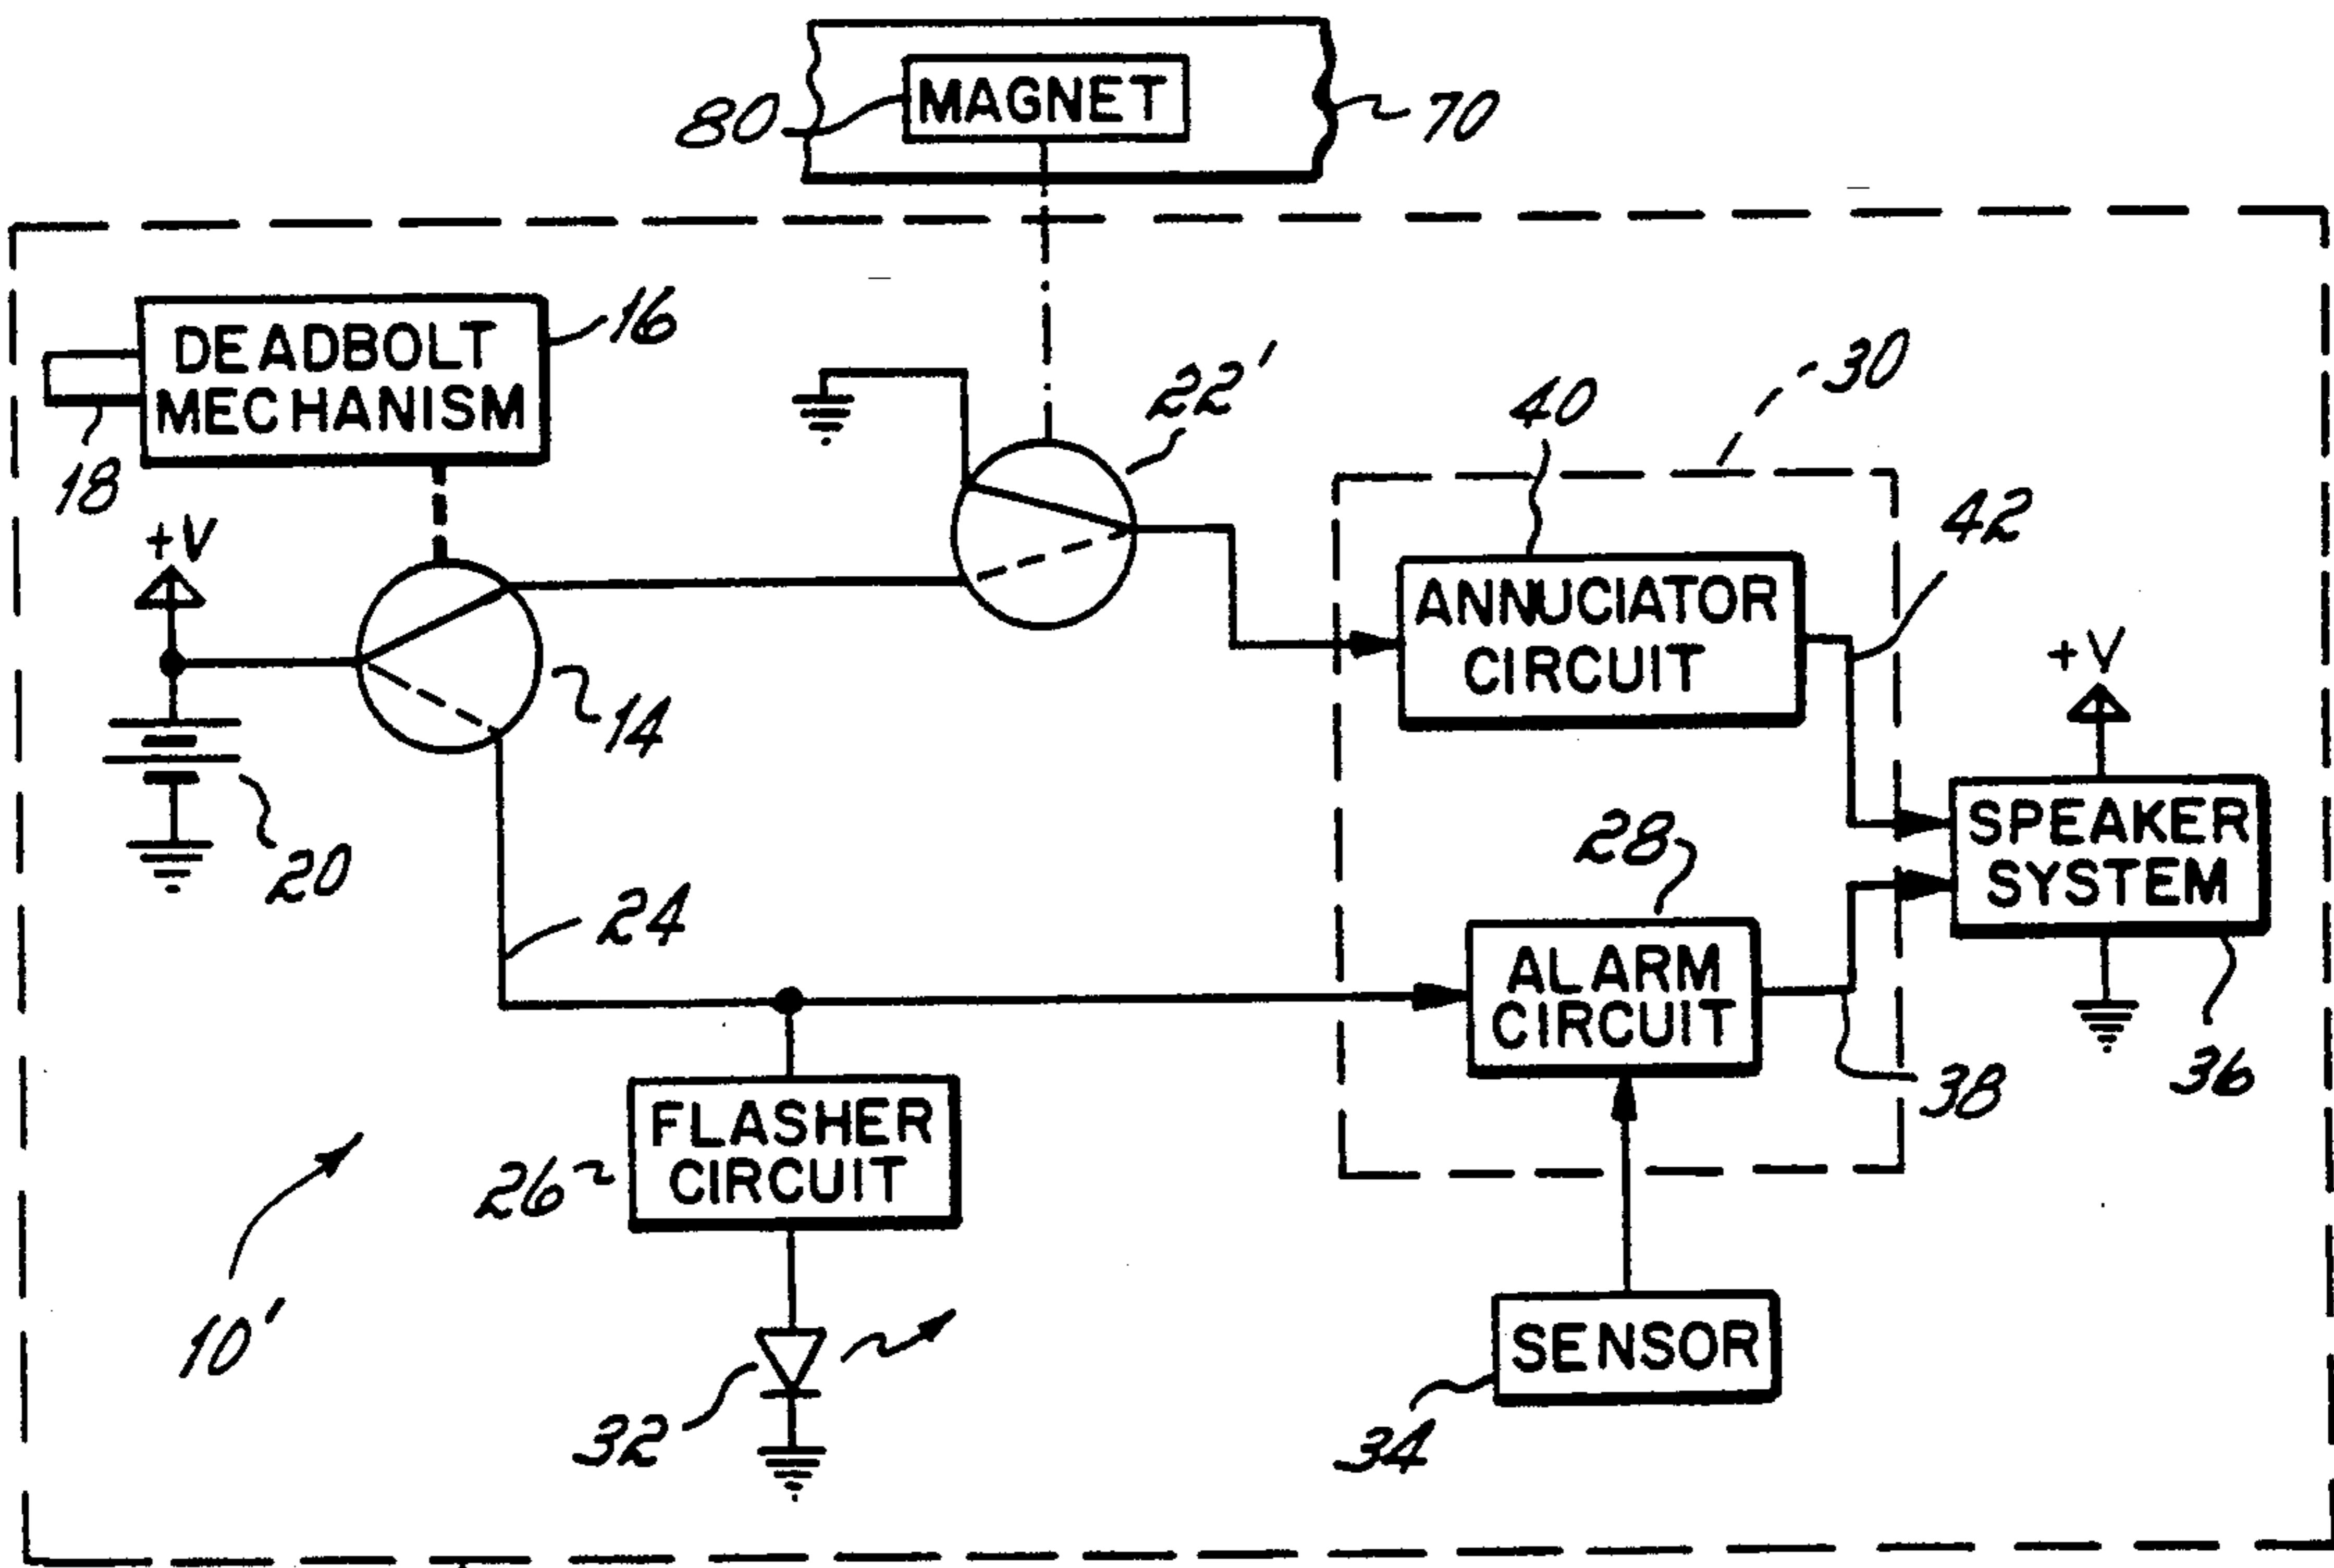 MAGNET
80
70
DEADBOLT
MECHANISM
16
18
+V
22'
30
40
42
ANNUCIATOR
CIRCUIT
14
+V
20
28
SPEAKER
SYSTEM
24
ALARM
CIRCUIT
38
36
FLASHER
CIRCUIT
26
10'
SENSOR
32
34